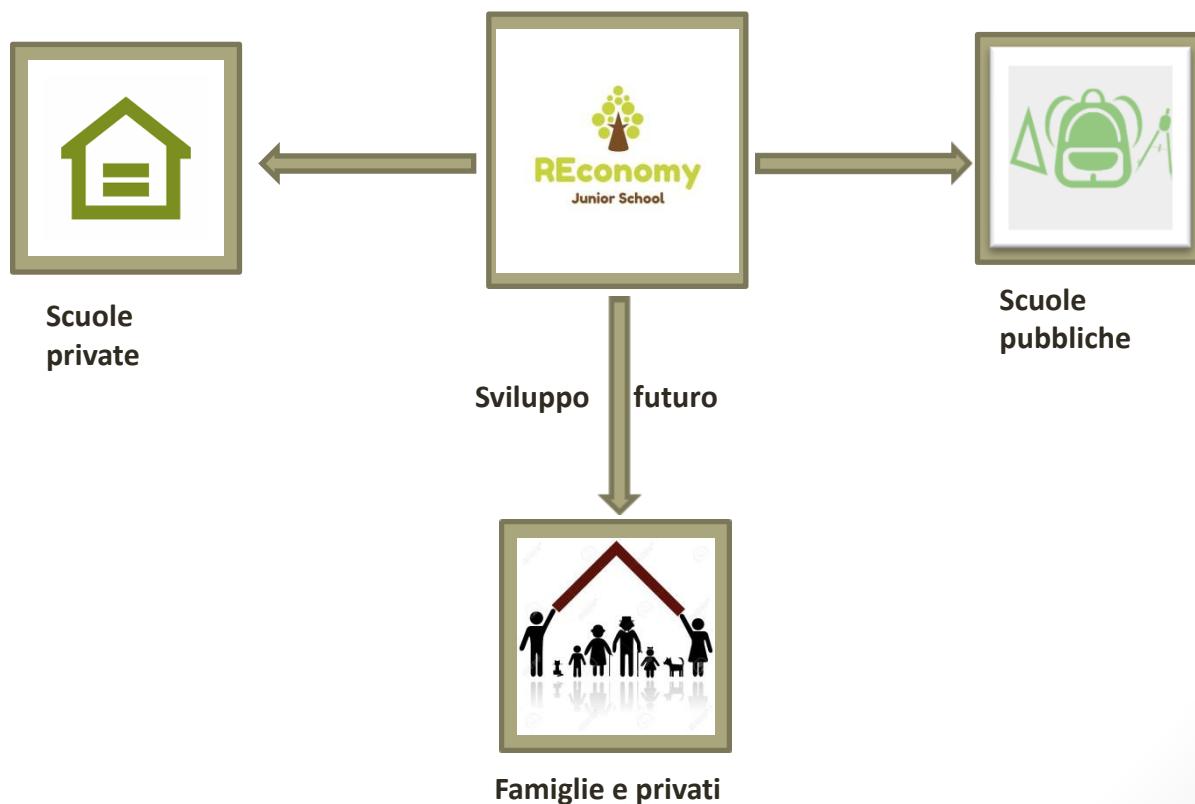 REconomy
Junior School
Scuole
private
Scuole
pubbliche
Sviluppo futuro
Famiglie e privati